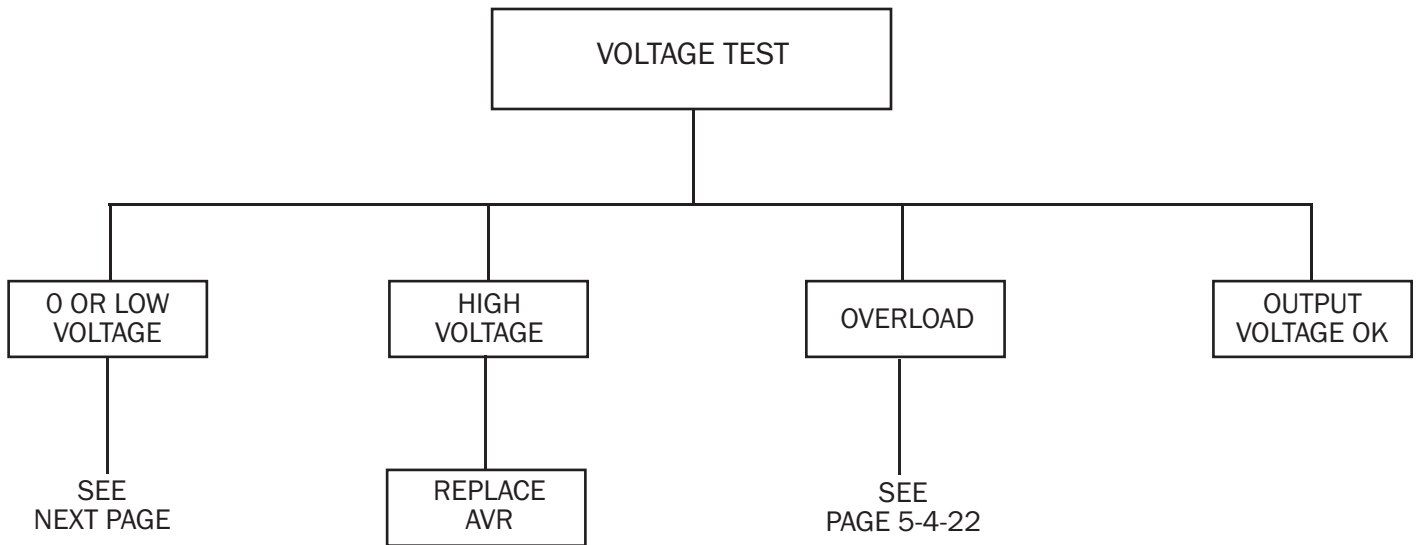 VOLTAGE TEST
0 OR LOW
VOLTAGE
HIGH
VOLTAGE
OVERLOAD
OUTPUT
VOLTAGE OK
SEE
NEXT PAGE
REPLACE
AVR
SEE
PAGE 5-4-22